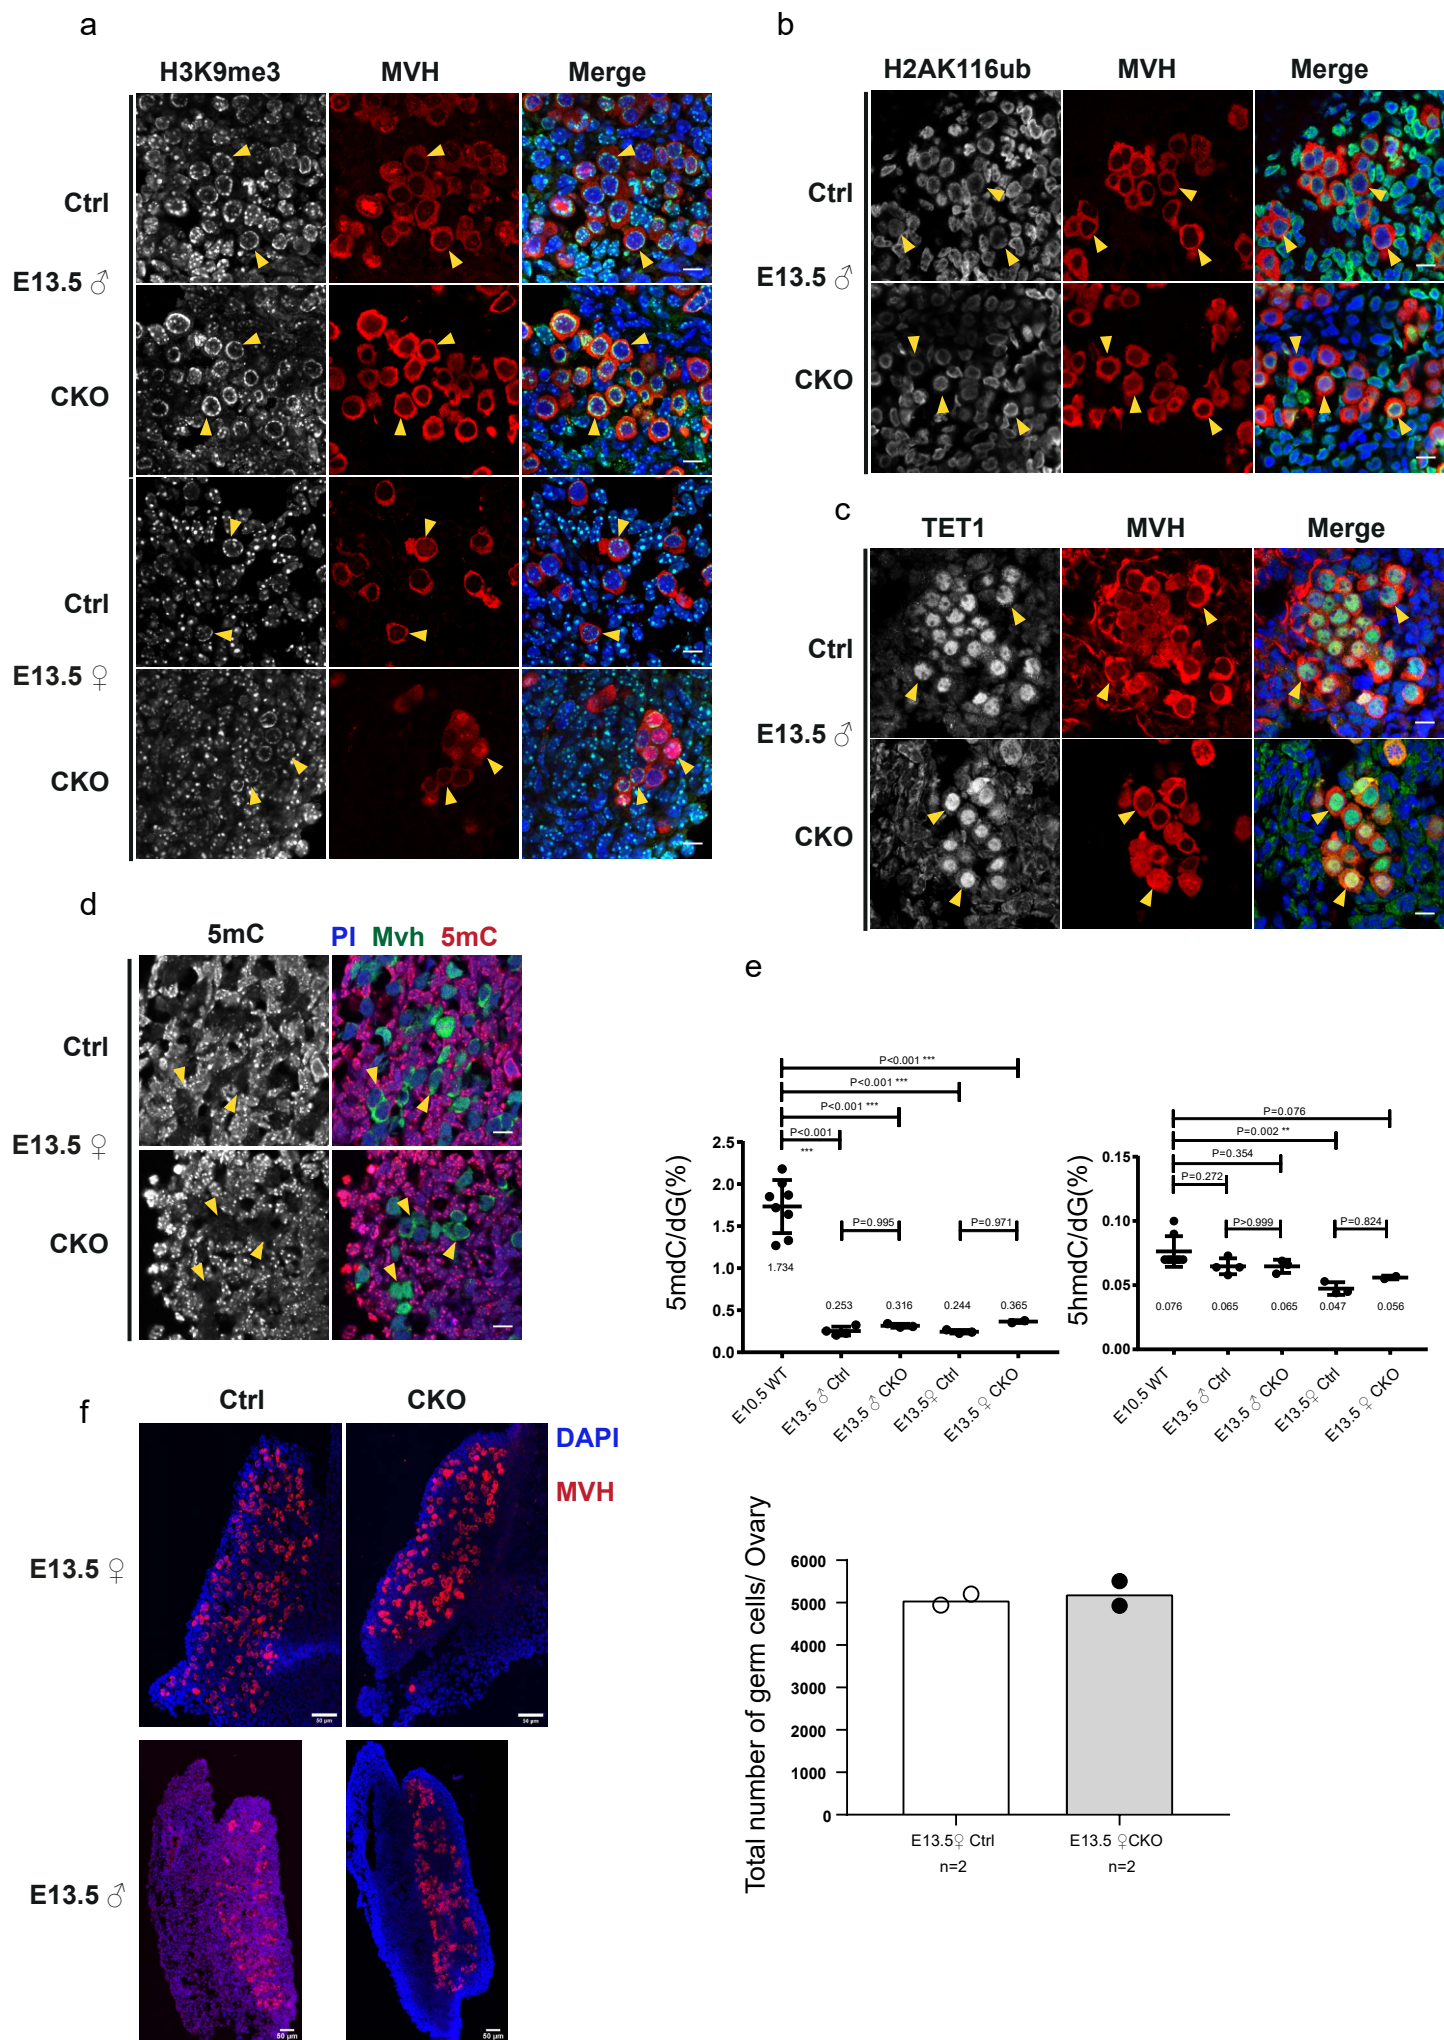 a
H3K9me3 MVH Merge
Ctrl
E13.5 ♂
CKO
Ctrl
E13.5 ♀
CKO
b
H2AK116ub MVH Merge
Ctrl
E13.5 ♂
CKO
c
TET1 MVH Merge
Ctrl
E13.5 ♂
CKO
d
5mC PI Mvh 5mC
Ctrl
E13.5 ♀
CKO
e
5mdC/dG(%)
2.5
2.0
1.5
1.0
0.5
0.0
P<0.001 ***
P<0.001 ***
P<0.001 ***
P<0.001
***
P=0.995
P=0.971
1.734
0.253
0.316
0.244
0.365
E10.5 WT
E13.5 ♂ Ctrl
E13.5 ♂ CKO
E13.5♀ Ctrl
E13.5 ♀ CKO
5hmdC/dG(%)
0.15
0.10
0.05
0.00
P=0.076
P=0.002 **
P=0.354
P=0.272
P>0.999
P=0.824
0.076
0.065
0.065
0.047
0.056
E10.5 WT
E13.5 ♂ Ctrl
E13.5 ♂ CKO
E13.5♀ Ctrl
E13.5 ♀ CKO
f
Ctrl CKO
DAPI
MVH
E13.5 ♀
50 μm
50 μm
E13.5 ♂
50 μm
50 μm
Total number of germ cells/ Ovary
6000
5000
4000
3000
2000
1000
0
E13.5♀ Ctrl
n=2
E13.5 ♀CKO
n=2